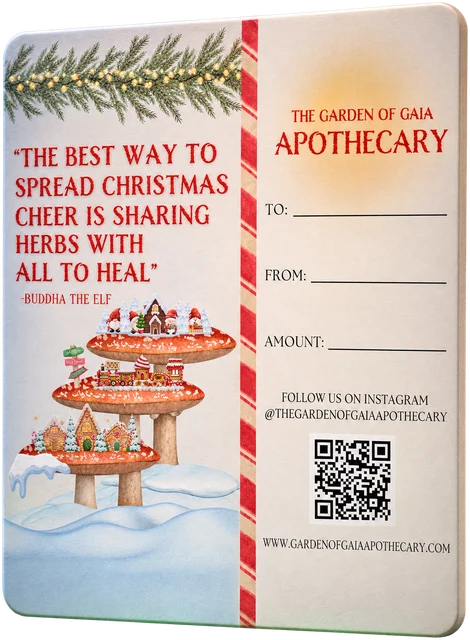 “THE BEST WAY TO
SPREAD CHRISTMAS
CHEER IS SHARING
HERBS WITH
ALL TO HEAL”
-BUDDHA THE ELF
THE GARDEN OF GAIA
APOTHECARY
TO:
FROM:
AMOUNT:
FOLLOW US ON INSTAGRAM
@THEGARDENOFGAIAAPOTHECARY
WWW.GARDENOFGAIAAPOTHECARY.COM